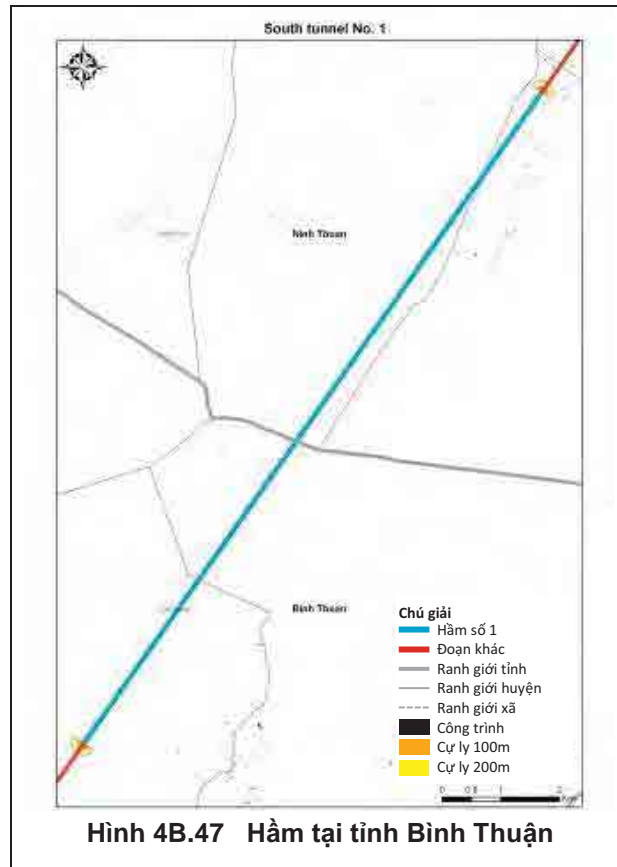 South tunnel No. 1
Ninh Thuan
Binh Thuan
Chú giải
Hầm số 1
Đoạn khác
Ranh giới tỉnh
Ranh giới huyện
Ranh giới xã
Công trình
Cự ly 100m
Cự ly 200m
Hình 4B.47 Hầm tại tỉnh Bình Thuận